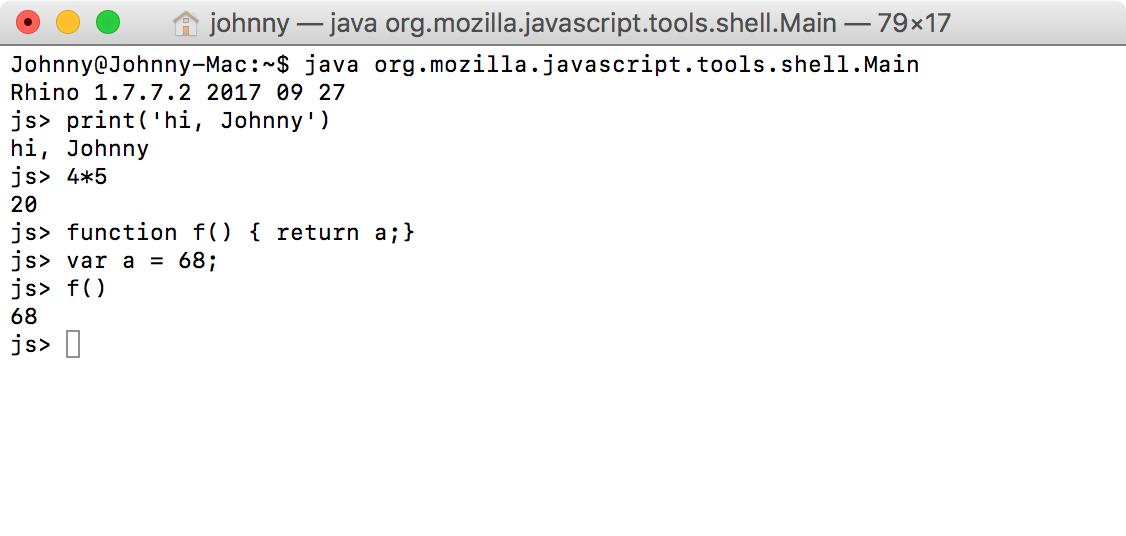 johnny — java org.mozilla.javascript.tools.shell.Main — 79×17
Johnny@Johnny-Mac:~$ java org.mozilla.javascript.tools.shell.Main
Rhino 1.7.7.2 2017 09 27
js> print('hi, Johnny')
hi, Johnny
js> 4*5
20
js> function f() { return a;}
js> var a = 68;
js> f()
68
js>